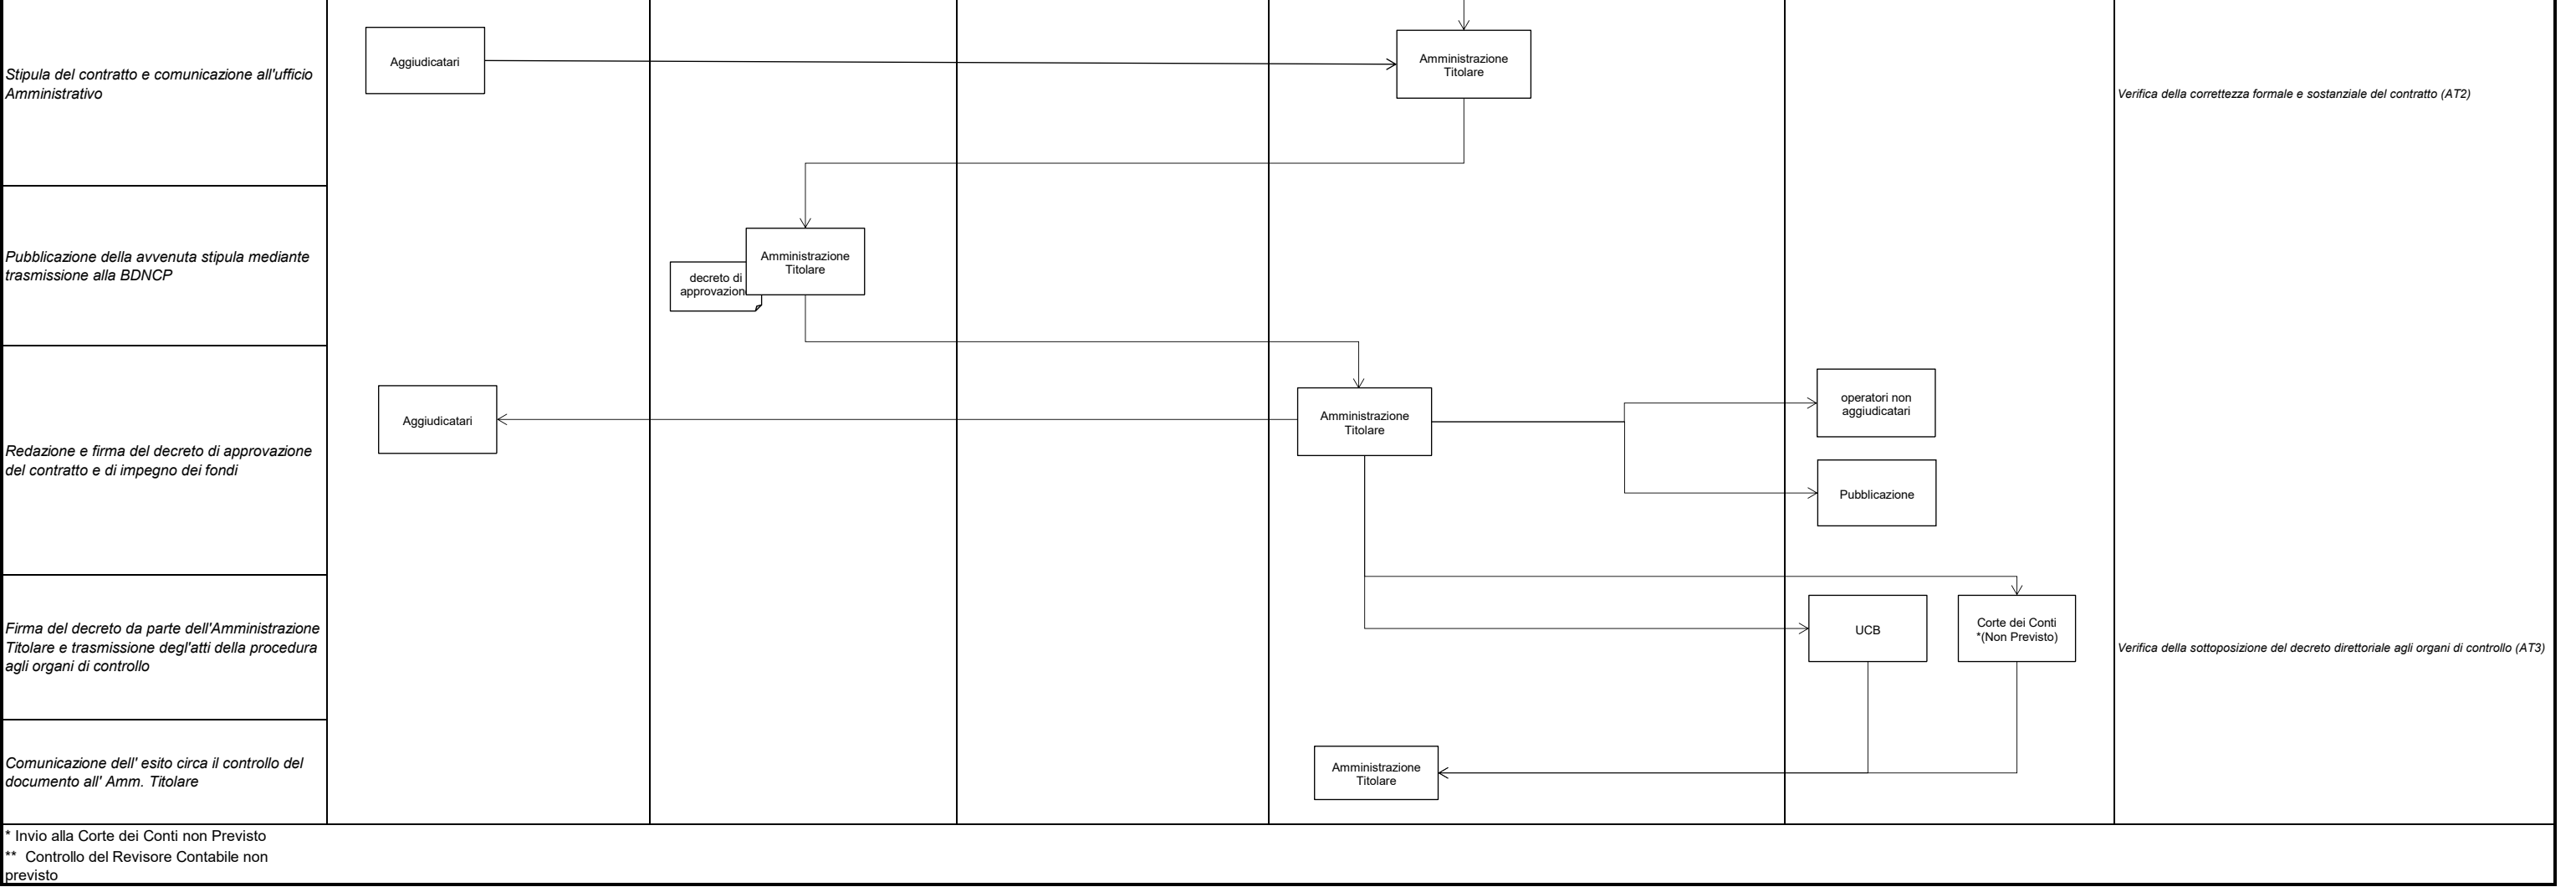 Stipula del contratto e comunicazione all'ufficio
Amministrativo
Aggiudicatari
Amministrazione
Titolare
Verifica della correttezza formale e sostanziale del contratto (AT2)
Pubblicazione della avvenuta stipula mediante
trasmissione alla BDNCP
decreto di
approvazion
Amministrazione
Titolare
Redazione e firma del decreto di approvazione
del contratto e di impegno dei fondi
Aggiudicatari
Amministrazione
Titolare
operatori non
aggiudicatari
Pubblicazione
Firma del decreto da parte dell'Amministrazione
Titolare e trasmissione degl'atti della procedura
agli organi di controllo
UCB
Corte dei Conti
*(Non Previsto)
Verifica della sottoposizione del decreto direttoriale agli organi di controllo (AT3)
Comunicazione dell' esito circa il controllo del
documento all' Amm. Titolare
Amministrazione
Titolare
* Invio alla Corte dei Conti non Previsto
** Controllo del Revisore Contabile non
previsto